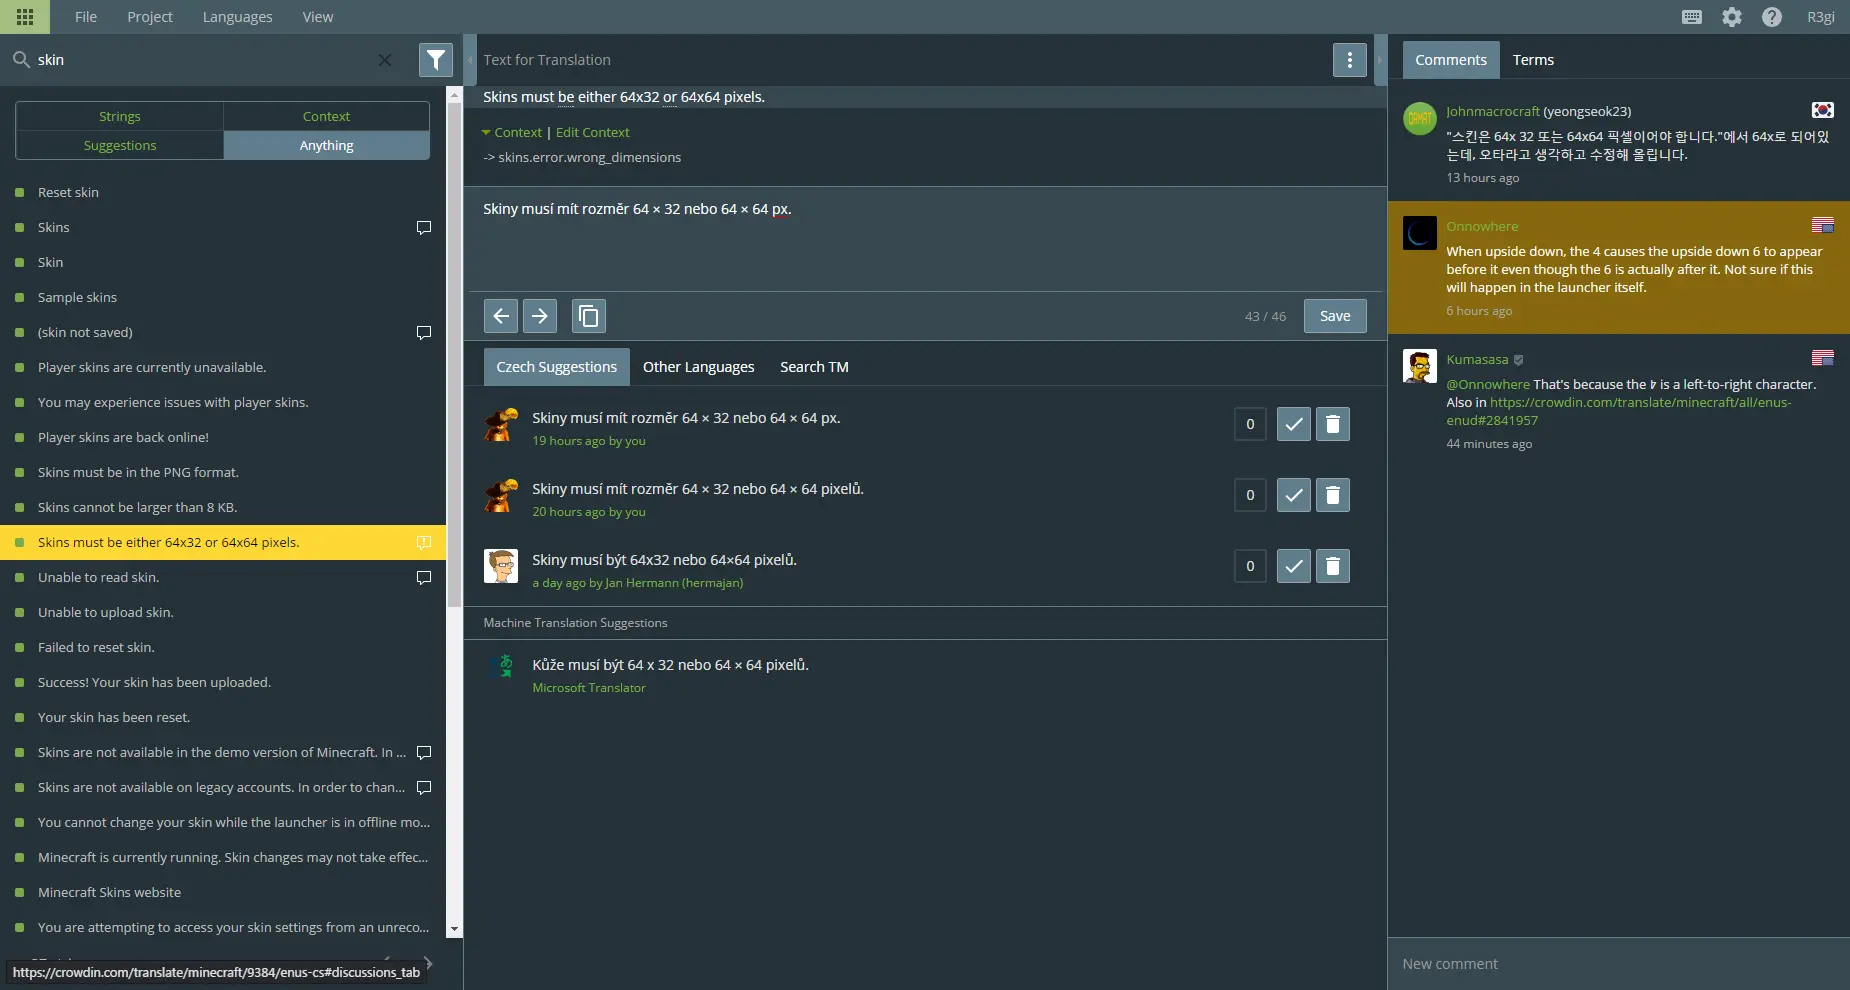 File Project Languages View R3gi
skin
Strings Context
Suggestions Anything
Reset skin
Skins
Skin
Sample skins
(skin not saved)
Player skins are currently unavailable.
You may experience issues with player skins.
Player skins are back online!
Skins must be in the PNG format.
Skins cannot be larger than 8 KB.
Skins must be either 64x32 or 64x64 pixels.
Unable to read skin.
Unable to upload skin.
Failed to reset skin.
Success! Your skin has been uploaded.
Your skin has been reset.
Skins are not available in the demo version of Minecraft. In ...
Skins are not available on legacy accounts. In order to chan...
You cannot change your skin while the launcher is in offline mo...
Minecraft is currently running. Skin changes may not take effec...
Minecraft Skins website
You are attempting to access your skin settings from an unreco...
https://crowdin.com/translate/minecraft/9384/enus-cs#discussions_tab
Text for Translation
Skins must be either 64x32 or 64x64 pixels.
Context | Edit Context
-> skins.error.wrong_dimensions
Skiny musí mít rozměr 64 × 32 nebo 64 × 64 px.
43 / 46 Save
Czech Suggestions Other Languages Search TM
Skiny musí mít rozměr 64 × 32 nebo 64 × 64 px.
0
19 hours ago by you
Skiny musí mít rozměr 64 × 32 nebo 64 × 64 pixelů.
0
20 hours ago by you
Skiny musí být 64x32 nebo 64×64 pixelů.
0
a day ago by Jan Hermann (hermajan)
Machine Translation Suggestions
Kůže musí být 64 x 32 nebo 64 × 64 pixelů.
Microsoft Translator
Comments Terms
Johnmacrocraft (yeongseok23)
"스킨은 64x 32 또는 64x64 픽셀이어야 합니다."에서 64x로 되어있
는데, 오타라고 생각하고 수정해 올립니다.
13 hours ago
Onnowhere
When upside down, the 4 causes the upside down 6 to appear
before it even though the 6 is actually after it. Not sure if this
will happen in the launcher itself.
6 hours ago
Kumasasa
@Onnowhere That's because the ߈ is a left-to-right character.
Also in https://crowdin.com/translate/minecraft/all/enus-
enud#2841957
44 minutes ago
New comment